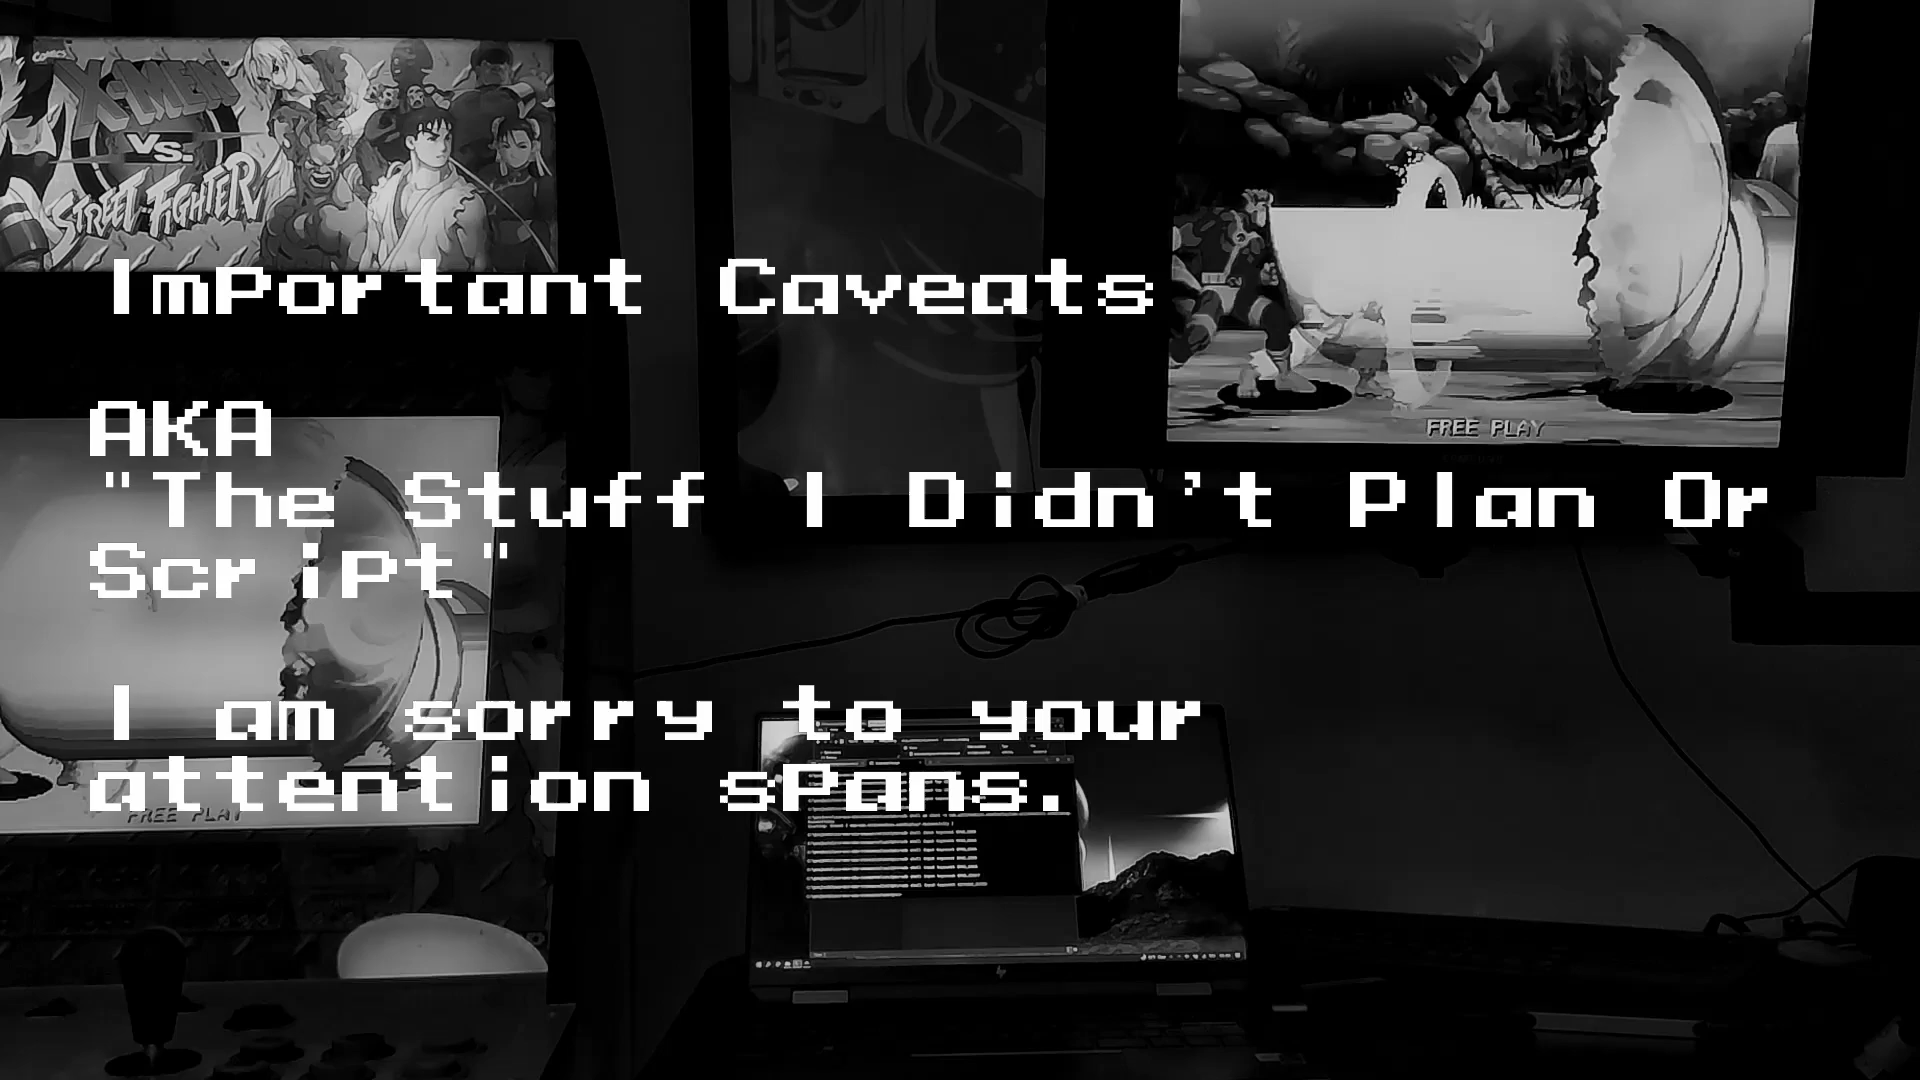 X-MEN
VS.
STREET FIGHTER
FREE PLAY
Important Caveats
AKA
"The Stuff I Didn't Plan Or
Script"
I am sorry to your
attention spans.
FREE PLAY